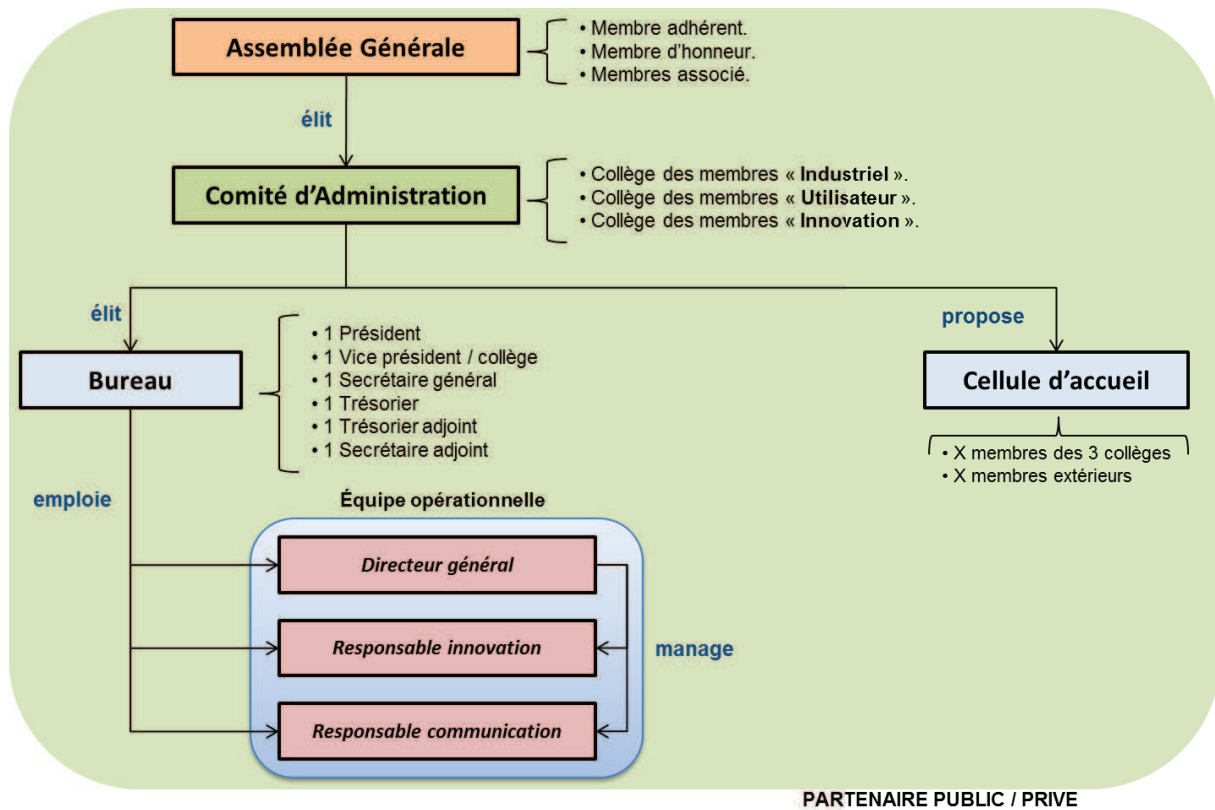 Assemblée Générale
• Membre adhérent.
• Membre d'honneur.
• Membres associé.
élit
Comité d'Administration
• Collège des membres « Industriel ».
• Collège des membres « Utilisateur ».
• Collège des membres « Innovation ».
élit
propose
Bureau
• 1 Président
• 1 Vice président / collège
• 1 Secrétaire général
• 1 Trésorier
• 1 Trésorier adjoint
• 1 Secrétaire adjoint
Cellule d'accueil
• X membres des 3 collèges
• X membres extérieurs
emploie
Équipe opérationnelle
Directeur général
Responsable innovation
manage
Responsable communication
PARTENAIRE PUBLIC / PRIVE